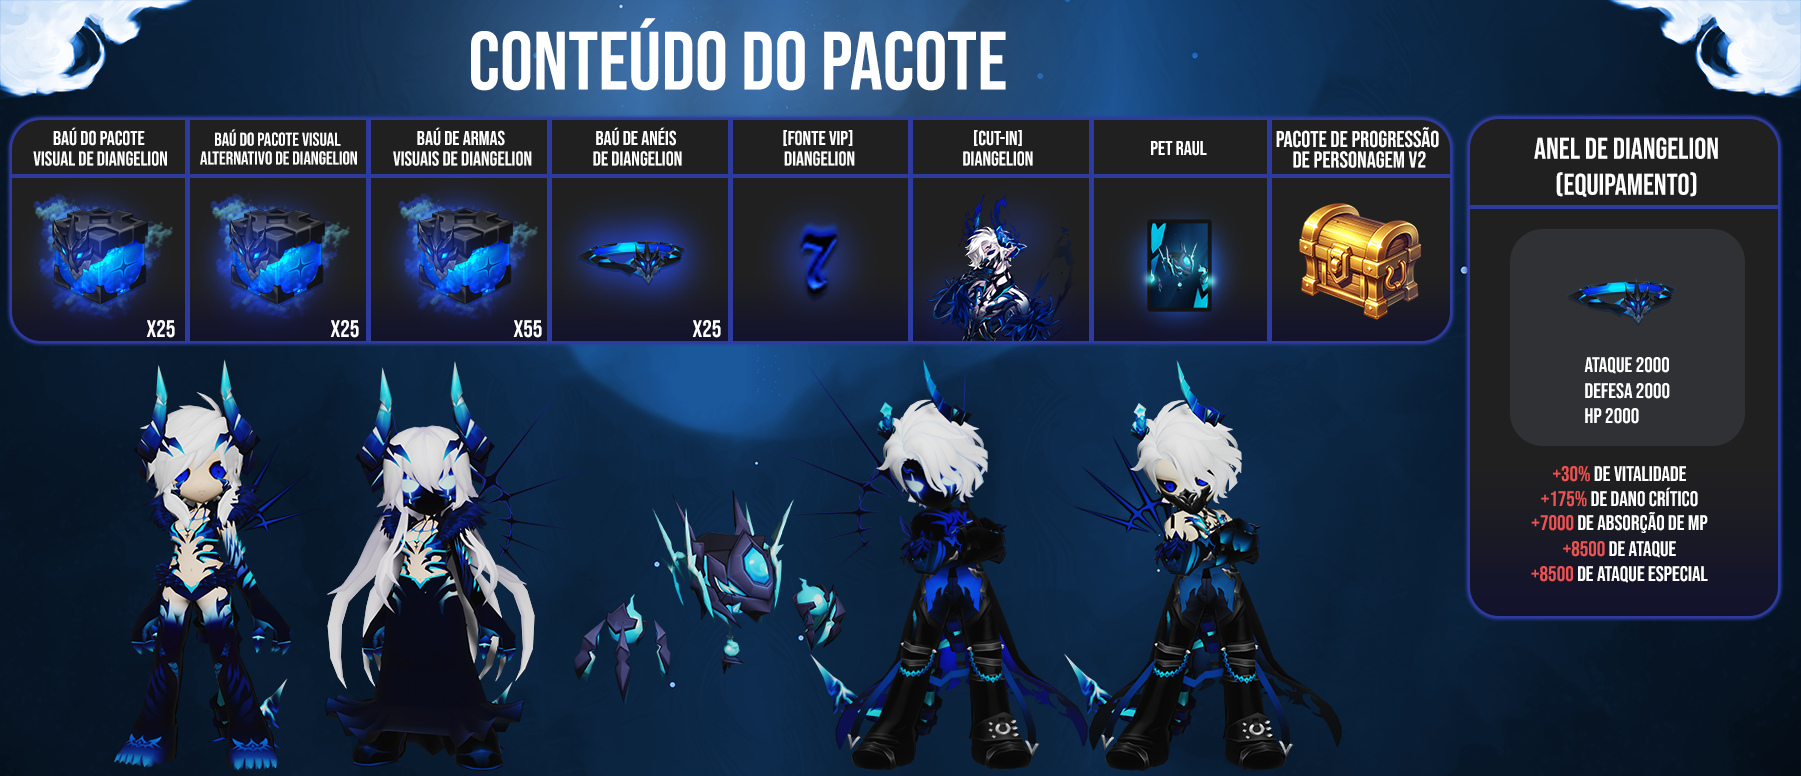 CONTEÚDO DO PACOTE
BAÚ DO PACOTE
VISUAL DE DIANGELION
X25
BAÚ DO PACOTE VISUAL
ALTERNATIVO DE DIANGELION
X25
BAÚ DE ARMAS
VISUAIS DE DIANGELION
X55
BAÚ DE ANÉIS
DE DIANGELION
X25
[FONTE VIP]
DIANGELION
7
[CUT-IN]
DIANGELION
PET RAUL
PACOTE DE PROGRESSÃO
DE PERSONAGEM V2
ANEL DE DIANGELION
(EQUIPAMENTO)
ATAQUE 2000
DEFESA 2000
HP 2000
+30% DE VITALIDADE
+175% DE DANO CRÍTICO
+7000 DE ABSORÇÃO DE MP
+8500 DE ATAQUE
+8500 DE ATAQUE ESPECIAL